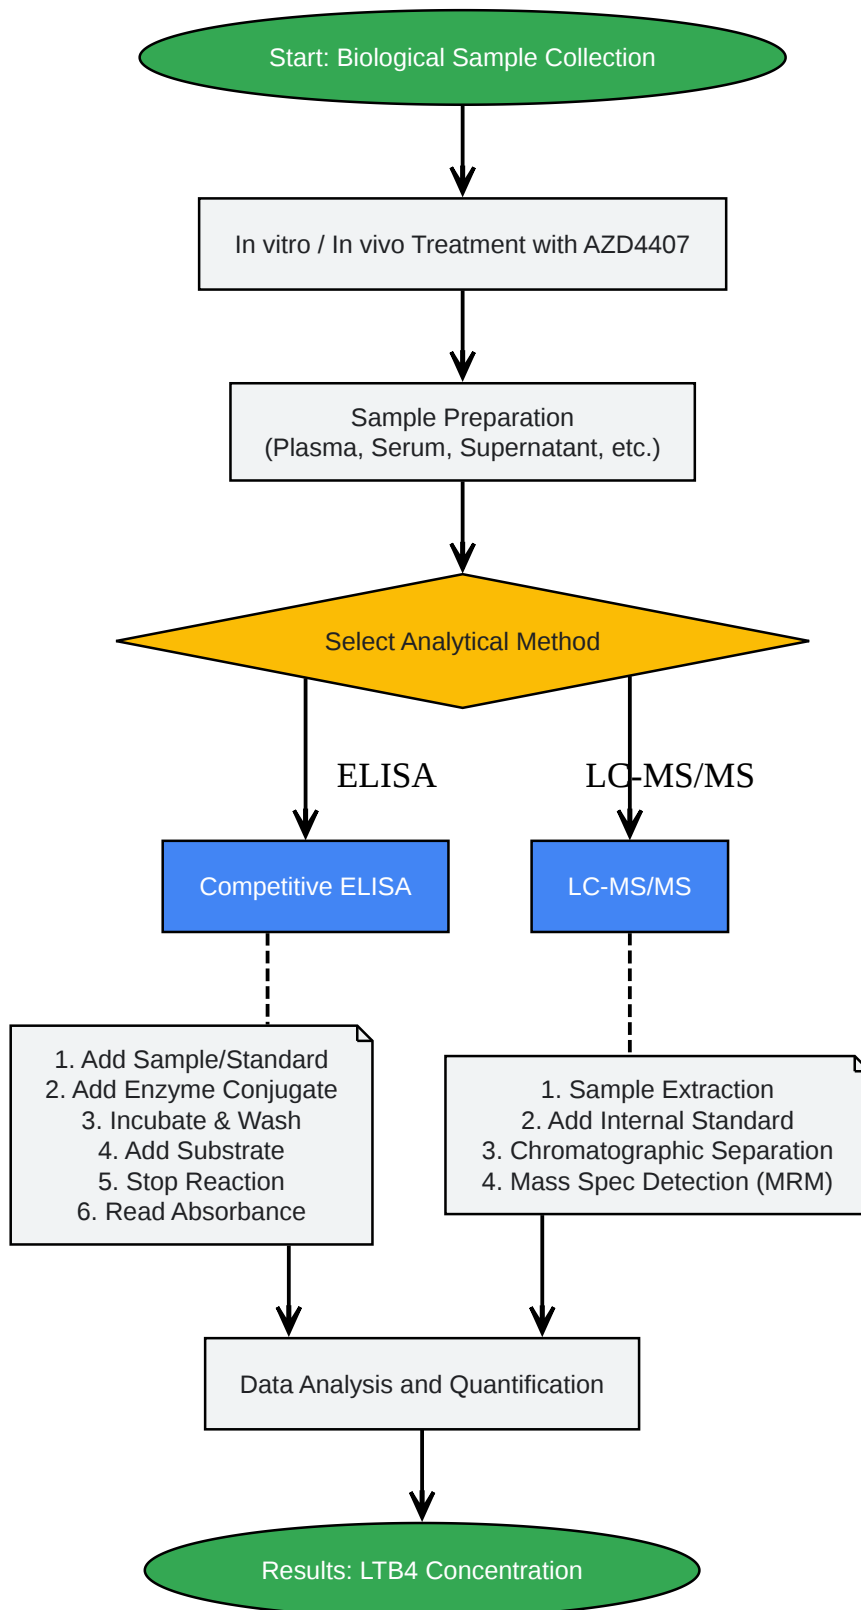 Start: Biological Sample Collection
In vitro / In vivo Treatment with AZD4407
Sample Preparation
(Plasma, Serum, Supernatant, etc.)
Select Analytical Method
ELISA
LC-MS/MS
Competitive ELISA
LC-MS/MS
1. Add Sample/Standard
2. Add Enzyme Conjugate
3. Incubate & Wash
4. Add Substrate
5. Stop Reaction
6. Read Absorbance
1. Sample Extraction
2. Add Internal Standard
3. Chromatographic Separation
4. Mass Spec Detection (MRM)
Data Analysis and Quantification
Results: LTB4 Concentration